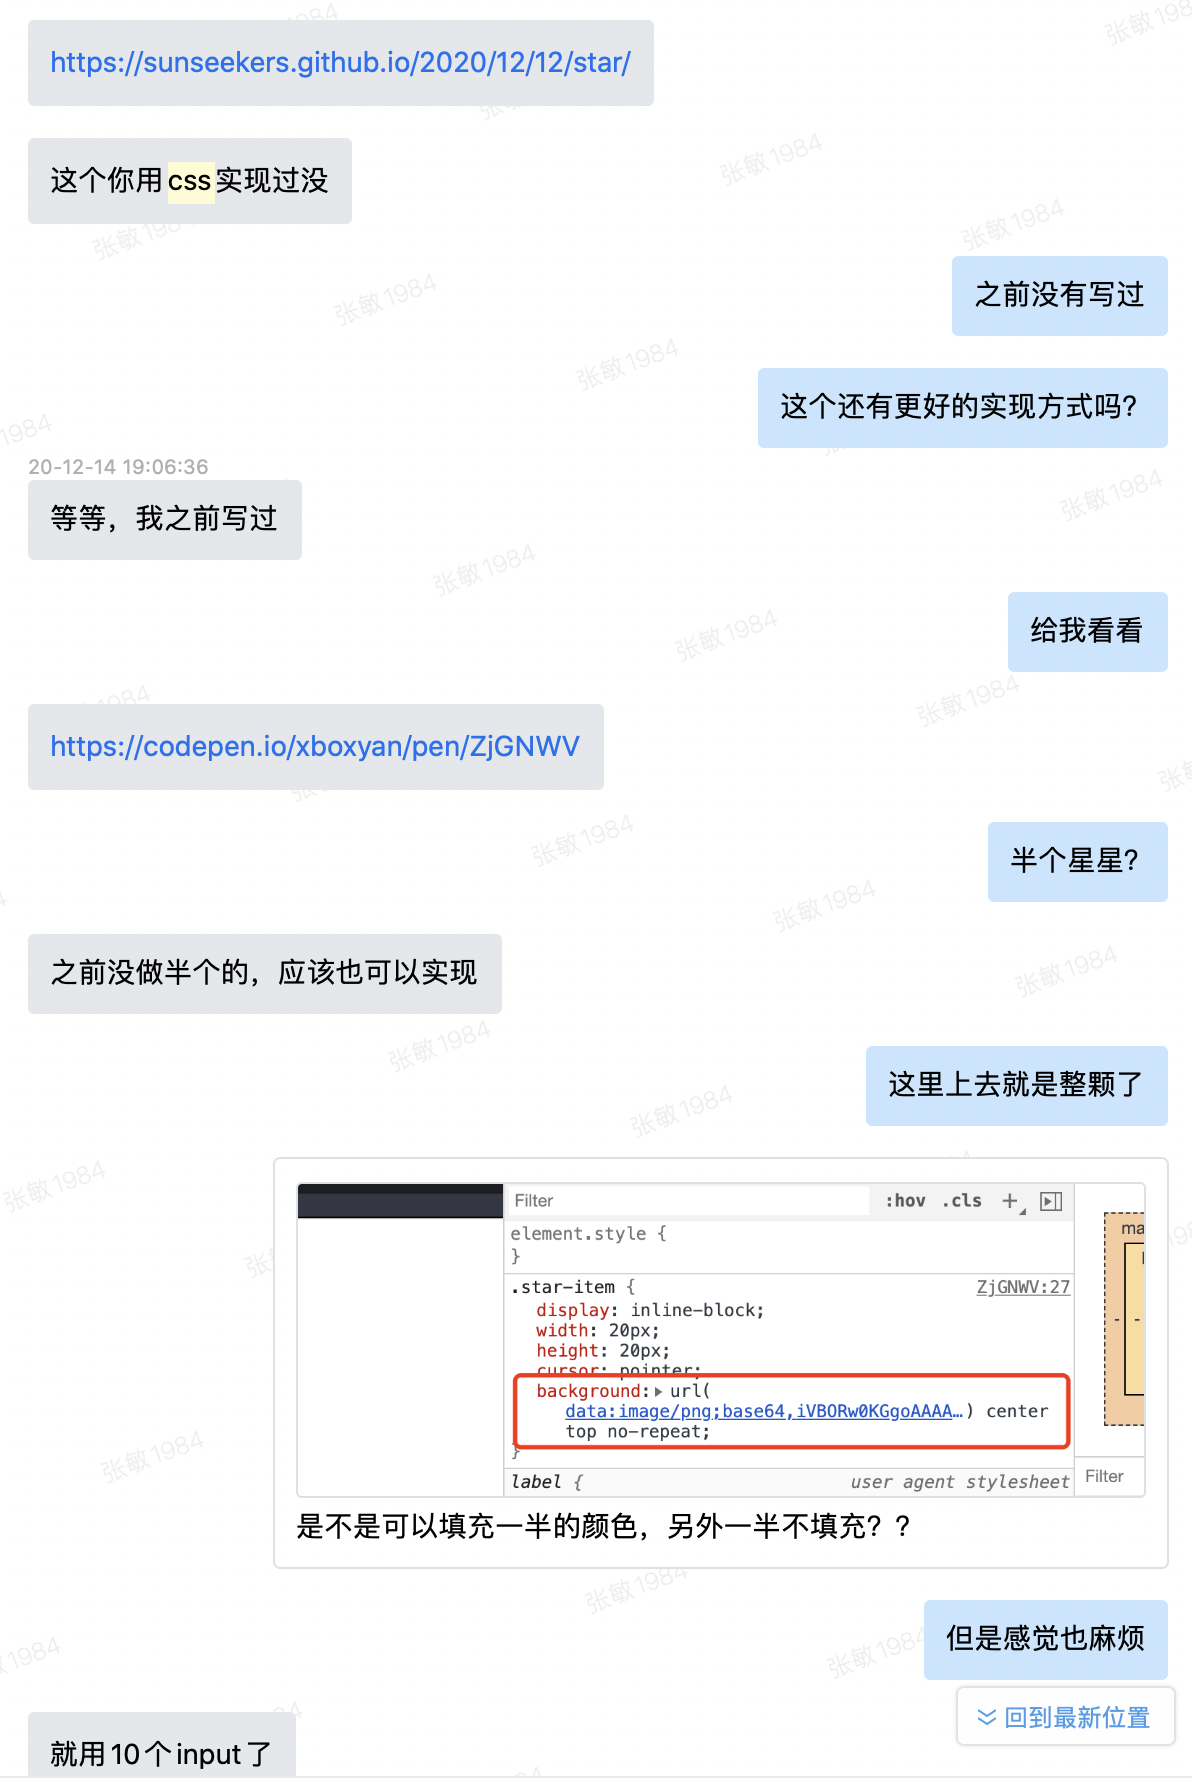 https://sunseekers.github.io/2020/12/12/star/
这个你用css实现过没
之前没有写过
这个还有更好的实现方式吗?
20-12-14 19:06:36
等等，我之前写过
给我看看
https://codepen.io/xboxyan/pen/ZjGNWV
半个星星?
之前没做半个的，应该也可以实现
这里上去就是整颗了
Filter :hov .cls +
element.style {
}
.star-item { ZjGNWV:27
display: inline-block;
width: 20px;
height: 20px;
cursor: pointer;
background: url(
data:image/png;base64,iVBORw0KGgoAAAA…) center
top no-repeat;
}
label { user agent stylesheet
ma
-
-
Filter
是不是可以填充一半的颜色，另外一半不填充？？
但是感觉也麻烦
回到最新位置
就用10个input了
张敏1984